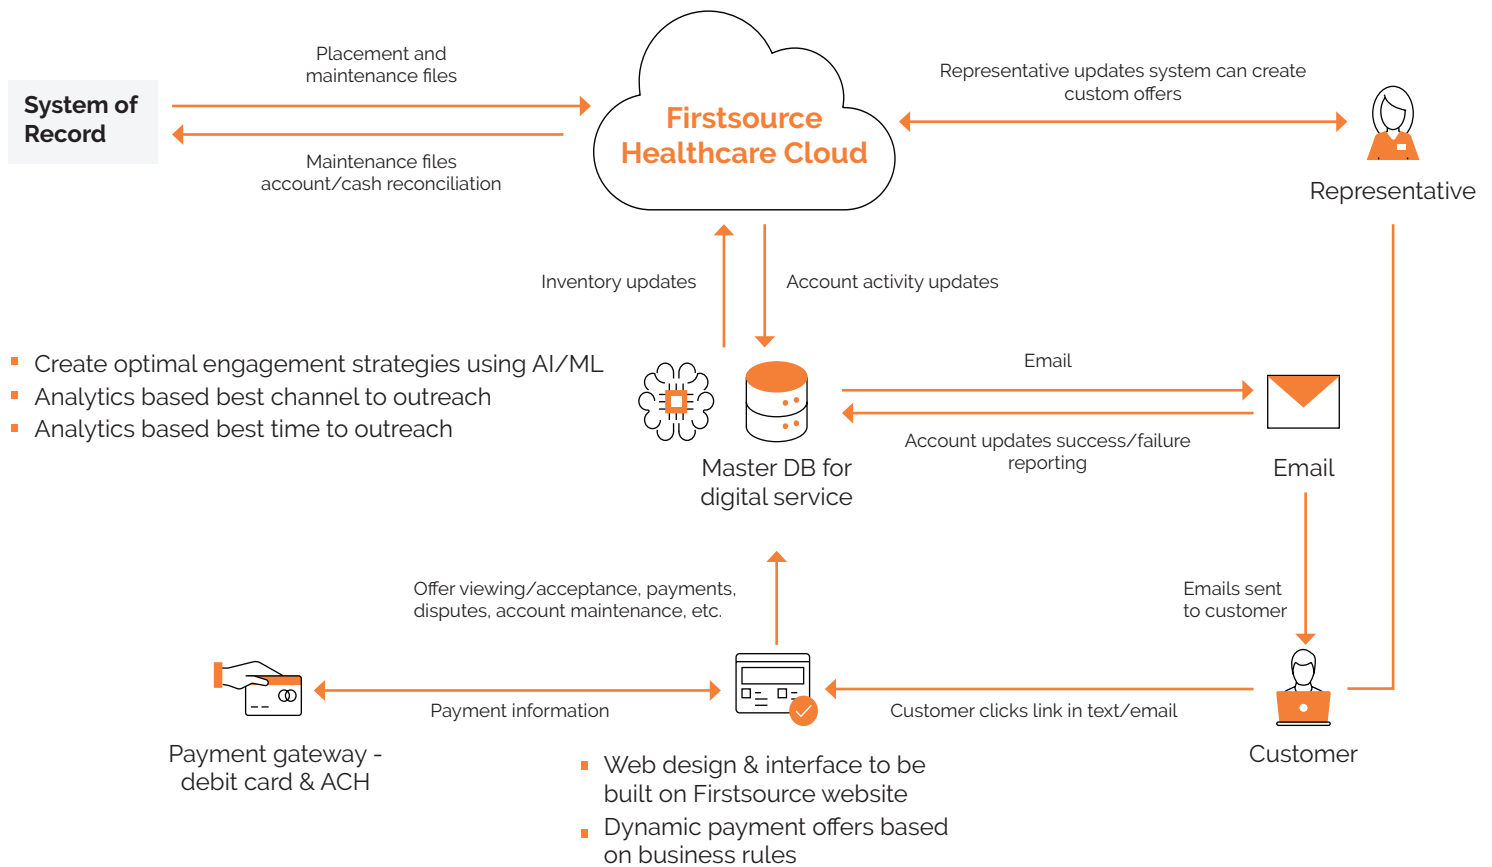 Placement and
maintenance files
System of
Record
Maintenance files
account/cash reconciliation
Firstsource
Healthcare Cloud
Representative updates system can create
custom offers
Representative
Inventory updates
Account activity updates
Create optimal engagement strategies using AI/ML
Analytics based best channel to outreach
Analytics based best time to outreach
Master DB for
digital service
Email
Account updates success/failure
reporting
Email
Offer viewing/acceptance, payments,
disputes, account maintenance, etc.
Emails sent
to customer
Payment information
Customer clicks link in text/email
Payment gateway -
debit card & ACH
Customer
Web design & interface to be
built on Firstsource website
Dynamic payment offers based
on business rules